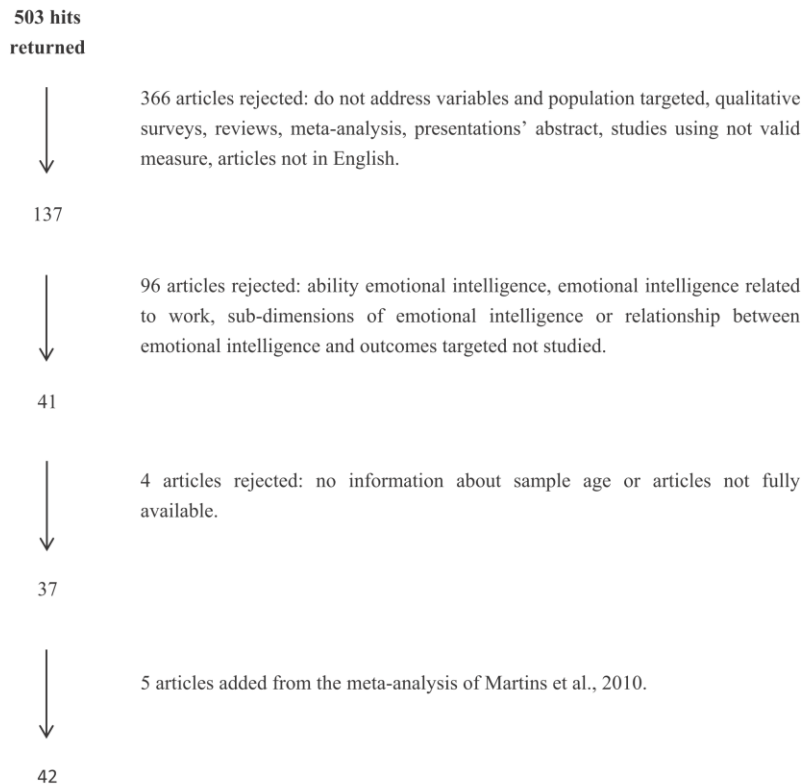 503 hits
returned
366 articles rejected: do not address variables and population targeted, qualitative
surveys, reviews, meta-analysis, presentations’ abstract, studies using not valid
measure, articles not in English.
137
96 articles rejected: ability emotional intelligence, emotional intelligence related
to work, sub-dimensions of emotional intelligence or relationship between
emotional intelligence and outcomes targeted not studied.
41
4 articles rejected: no information about sample age or articles not fully
available.
37
5 articles added from the meta-analysis of Martins et al., 2010.
42